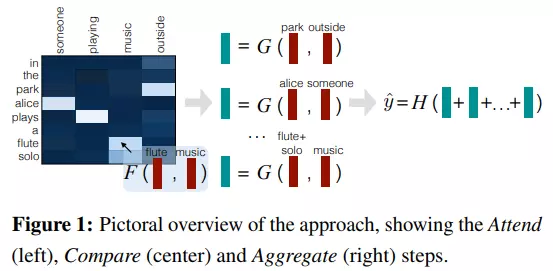 someone
playing
music
outside
in
the
park
alice
plays
a
flute
solo
flute music
F ( , )
park outside
= G ( , )
alice someone
= G ( , )
... flute+
solo music
= G ( , )
ŷ = H ( + +...+ )
Figure 1: Pictoral overview of the approach, showing the Attend
(left), Compare (center) and Aggregate (right) steps.